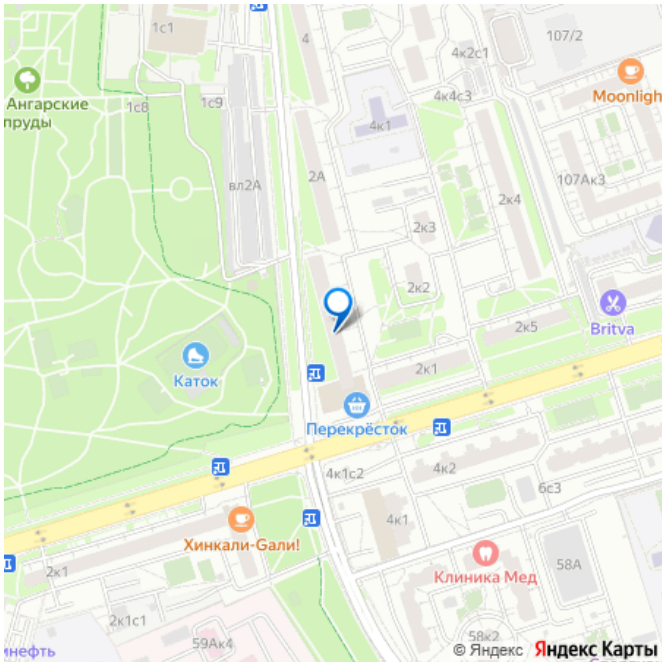 1с1
4
107/2
4к2с1
Moonligh
Ангарские
пруды
1с8
1с9
4к4с3
4к1
вл2А
2А
107Ак3
2к4
2к3
2к2
Britva
2к5
Каток
2к1
Перекрёсток
4к1с2
4к2
6с3
4к1
Хинкали-Gали!
Клиника Мед
58А
2к1
2к1с1
59Ак4
инефть
58к2
© Яндекс Яндекс Карты